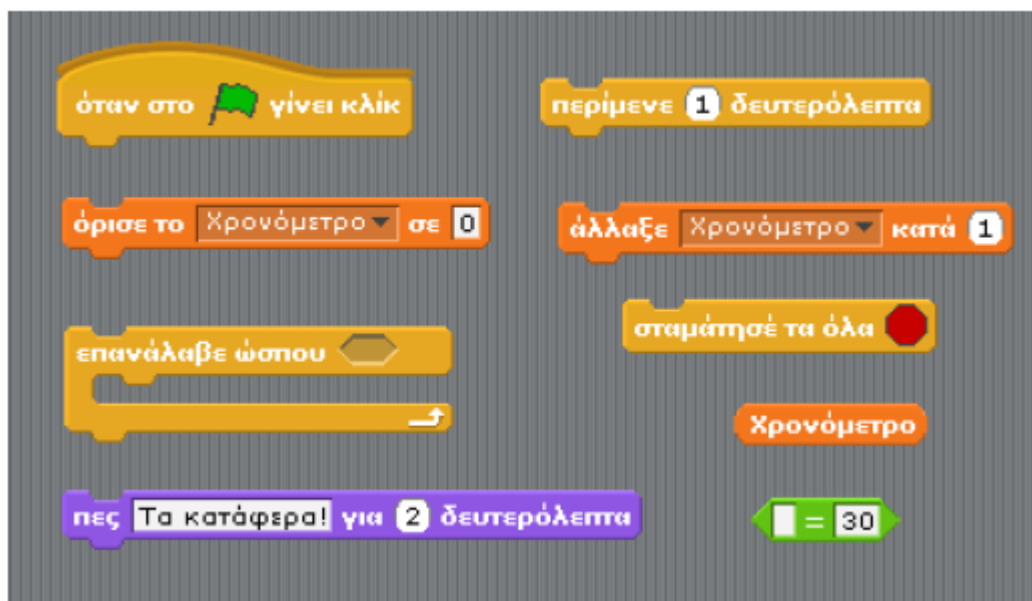 όταν στο γίνει κλίκ
περίμενε 1 δευτερόλεπτα
όρισε το Χρονόμετρο σε 0
άλλαξε Χρονόμετρο κατά 1
σταμάτησέ τα όλα
επανάλαβε ώσπου
Χρονόμετρο
πες Τα κατάφερα! για 2 δευτερόλεπτα
= 30